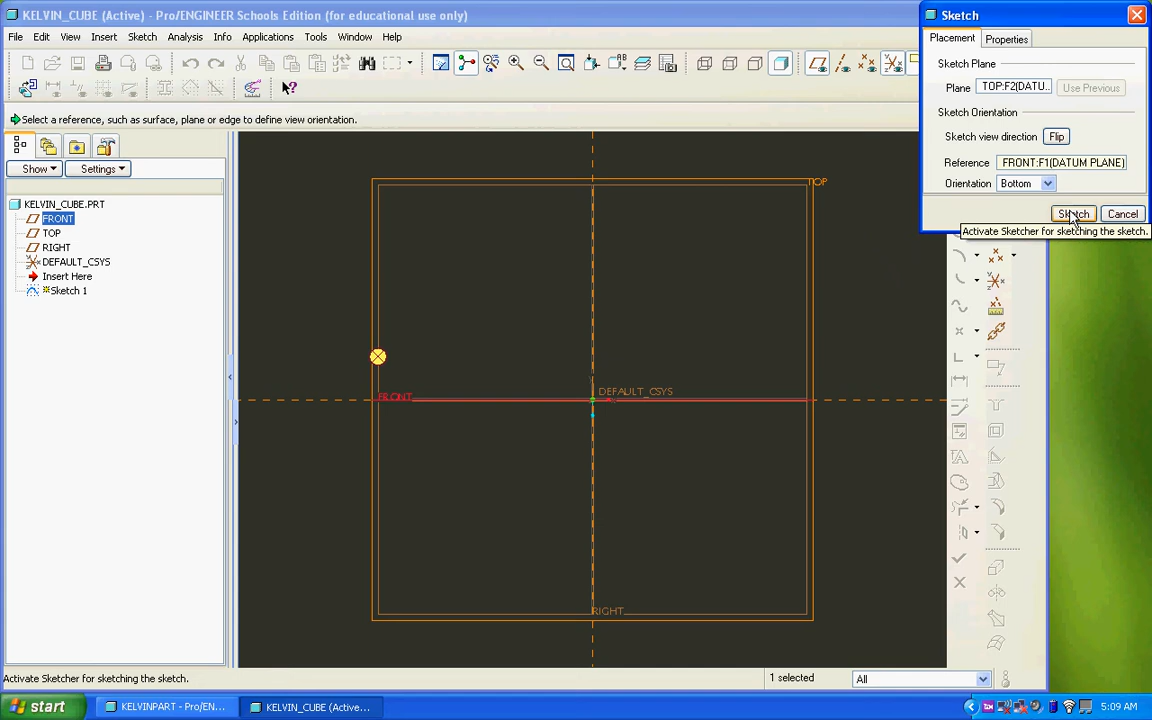 KELVIN_CUBE (Active) - Pro/ENGINEER Schools Edition (for educational use only)
File Edit View Insert Sketch Analysis Info Applications Tools Window Help
Select a reference, such as surface, plane or edge to define view orientation.
Show Settings
KELVIN_CUBE.PRT
FRONT
TOP
RIGHT
DEFAULT_CSYS
Insert Here
Sketch 1
TOP
DEFAULT_CSYS
FRONT
RIGHT
Sketch
Placement Properties
Sketch Plane
Plane TOP:F2(DATU... Use Previous
Sketch Orientation
Sketch view direction Flip
Reference FRONT:F1(DATUM PLANE)
Orientation Bottom
Sketch Cancel
Activate Sketcher for sketching the sketch.
Activate Sketcher for sketching the sketch. 1 selected All
start KELVINPART - Pro/EN... KELVIN_CUBE (Active... 5:09 AM